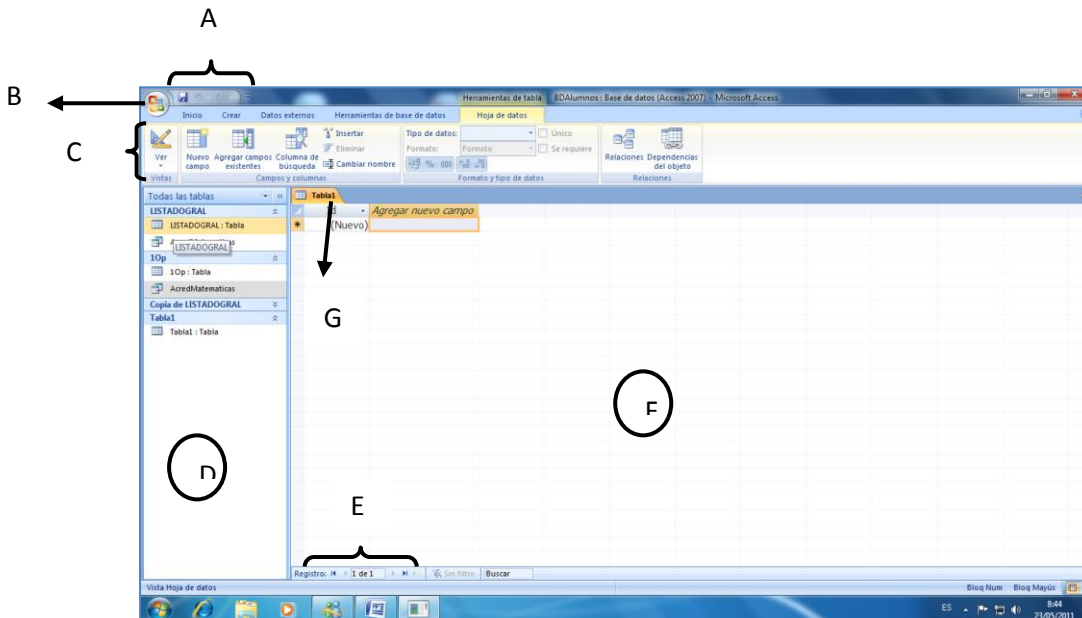 A
B
C
Herramientas de tabla BDAlumnos : Base de datos (Access 2007) - Microsoft Access
Inicio Crear Datos externos Herramientas de base de datos Hoja de datos
Ver
Nuevo campo
Agregar campos existentes
Columna de búsqueda
Insertar
Eliminar
Cambiar nombre
Tipo de datos:
Formato: Formato
% 000
Único
Se requiere
Relaciones
Dependencias del objeto
Vistas Campos y columnas Formato y tipo de datos Relaciones
Todas las tablas
LISTADOGRAL
LISTADOGRAL : Tabla
LISTADOGRAL
1Op
1Op : Tabla
AcredMatematicas
Copia de LISTADOGRAL
Tabla1
Tabla1 : Tabla
D
Tabla1
Agregar nuevo campo
(Nuevo)
G
E
Registro: 1 de 1 Sin filtro Buscar
Vista Hoja de datos Bloq Num Bloq Mayús
ES 8:44
23/05/2011